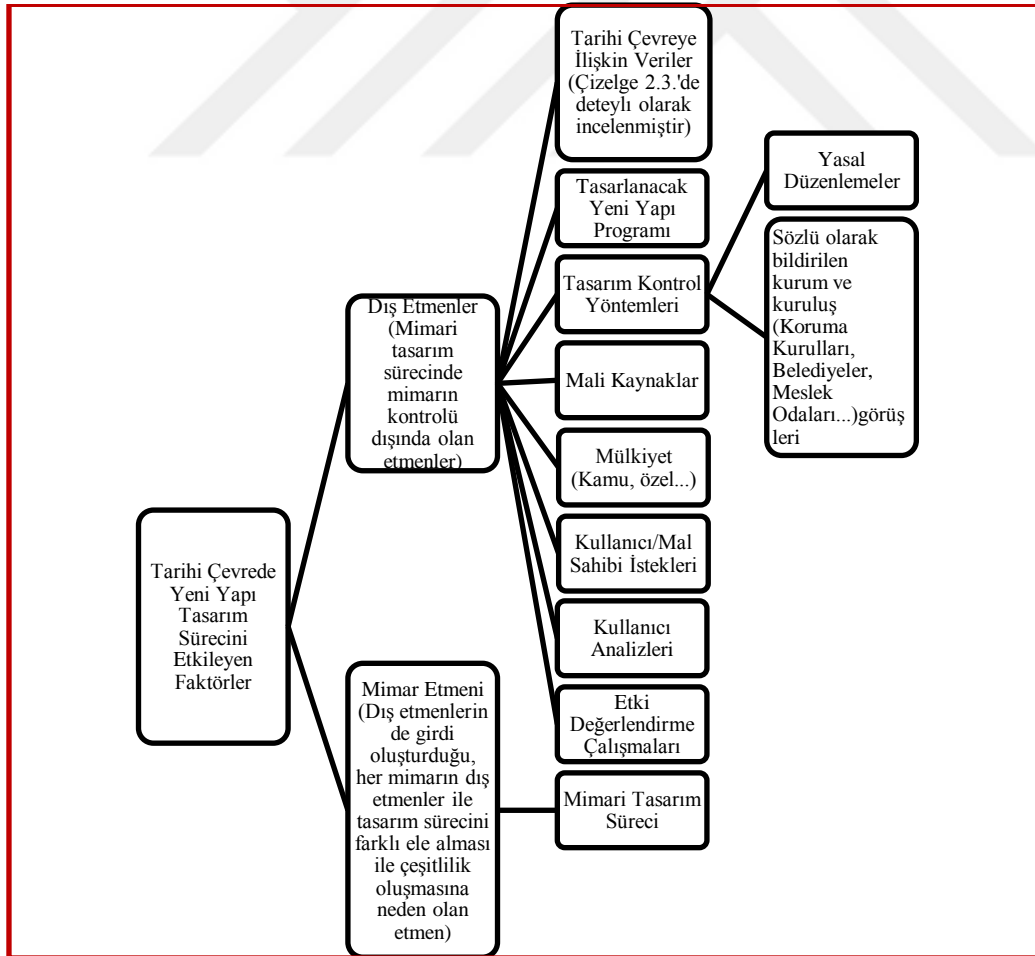 Tarihi Çevreye
İlişkin Veriler
(Çizelge 2.3.'de
deteylı olarak
incelenmiştir)
Tasarlanacak
Yeni Yapı
Programı
Tasarım Kontrol
Yöntemleri
Yasal
Düzenlemeler
Sözlü olarak
bildirilen
kurum ve
kuruluş
(Koruma
Kurulları,
Belediyeler,
Meslek
Odaları...)görüş
leri
Mali Kaynaklar
Mülkiyet
(Kamu, özel...)
Kullanıcı/Mal
Sahibi İstekleri
Kullanıcı
Analizleri
Etki
Değerlendirme
Çalışmaları
Dış Etmenler
(Mimari
tasarım
sürecinde
mimarın
kontrolü
dışında olan
etmenler)
Tarihi Çevrede
Yeni Yapı
Tasarım
Sürecini
Etkileyen
Faktörler
Mimar Etmeni
(Dış etmenlerin
de girdi
oluşturduğu,
her mimarın dış
etmenler ile
tasarım sürecini
farklı ele alması
ile çeşitlilik
oluşmasına
neden olan
etmen)
Mimari Tasarım
Süreci